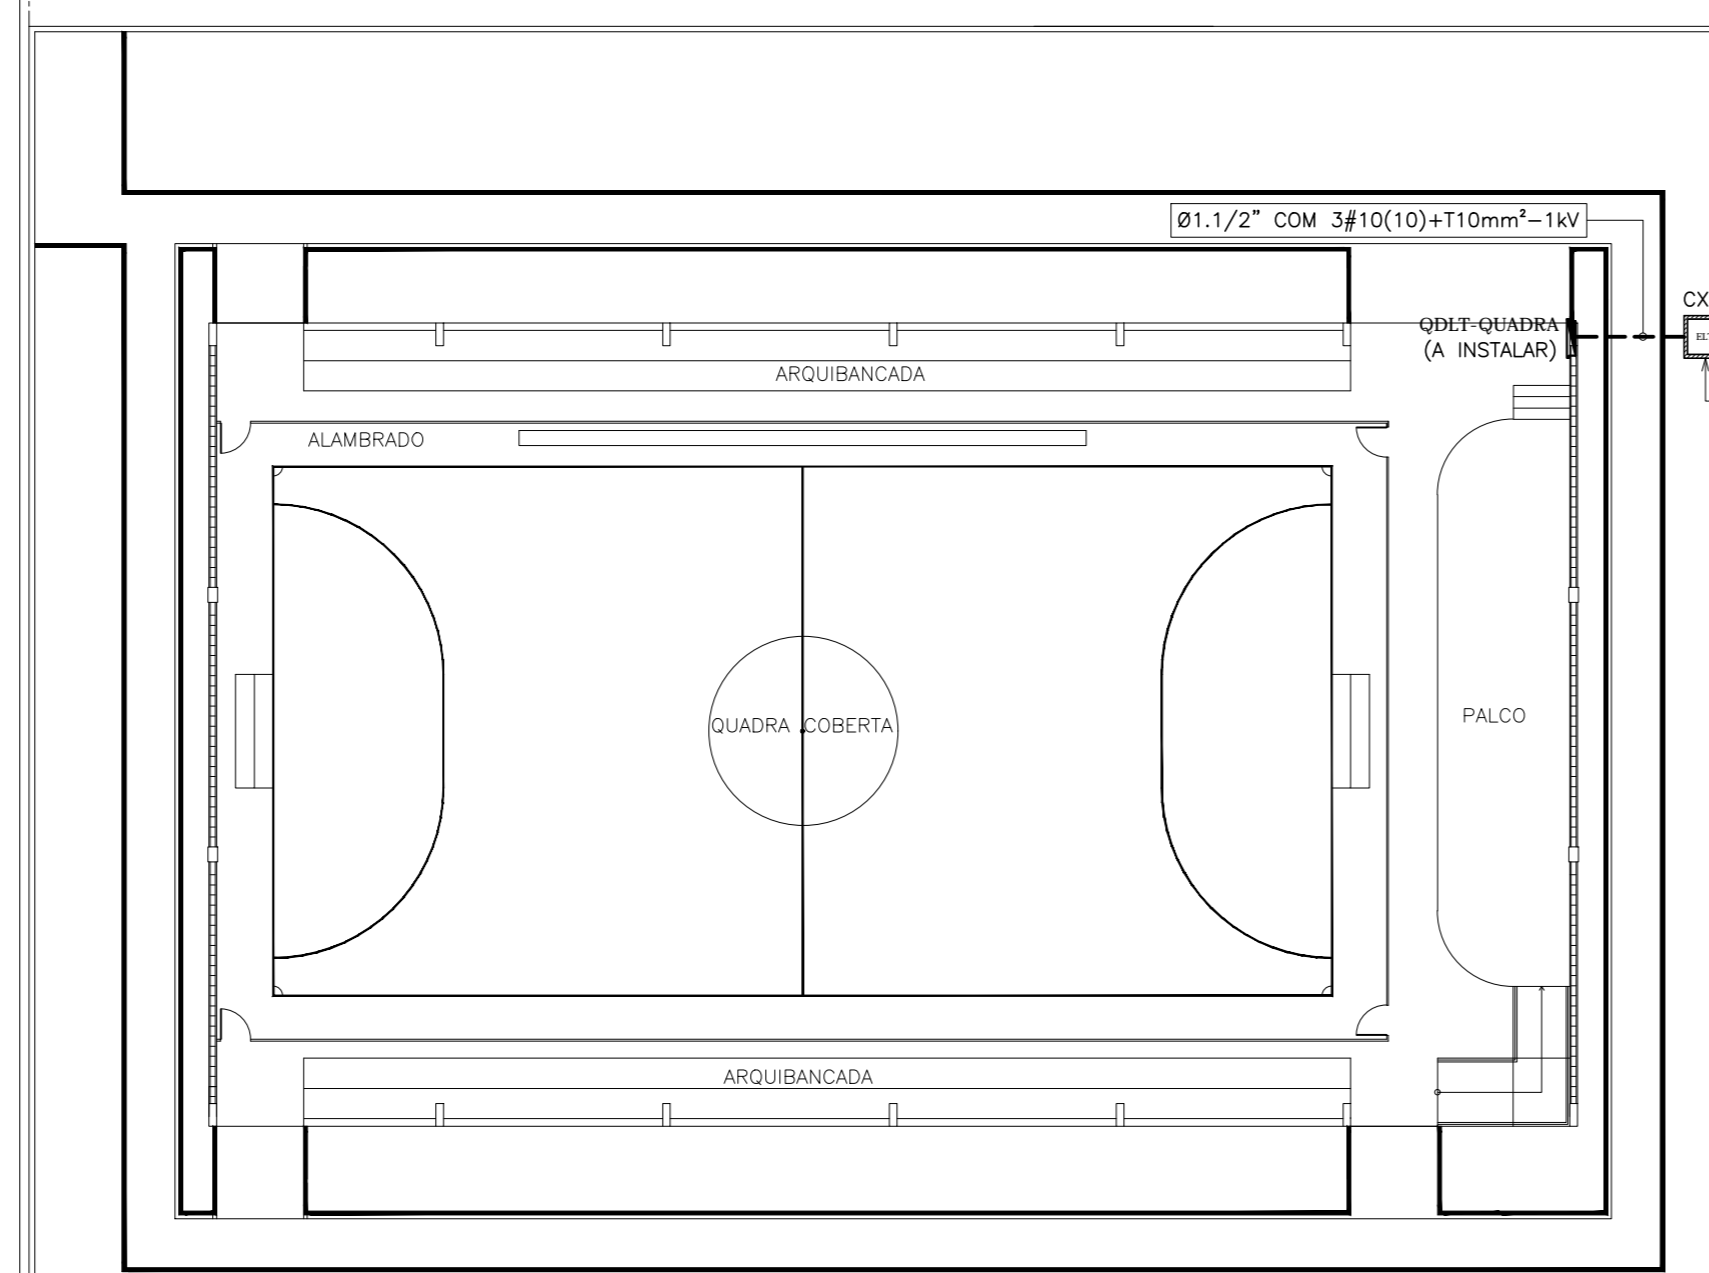 Ø1.1/2" COM 3#10(10)+T10mm²-1kV
CX
QDLT-QUADRA
(A INSTALAR)
ARQUIBANCADA
ALAMBRADO
QUADRA COBERTA
PALCO
ARQUIBANCADA